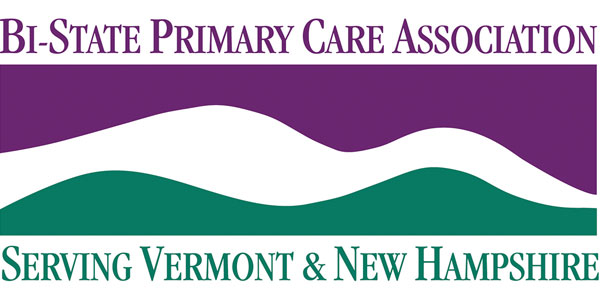 BI-STATE PRIMARY CARE ASSOCIATION
SERVING VERMONT & NEW HAMPSHIRE